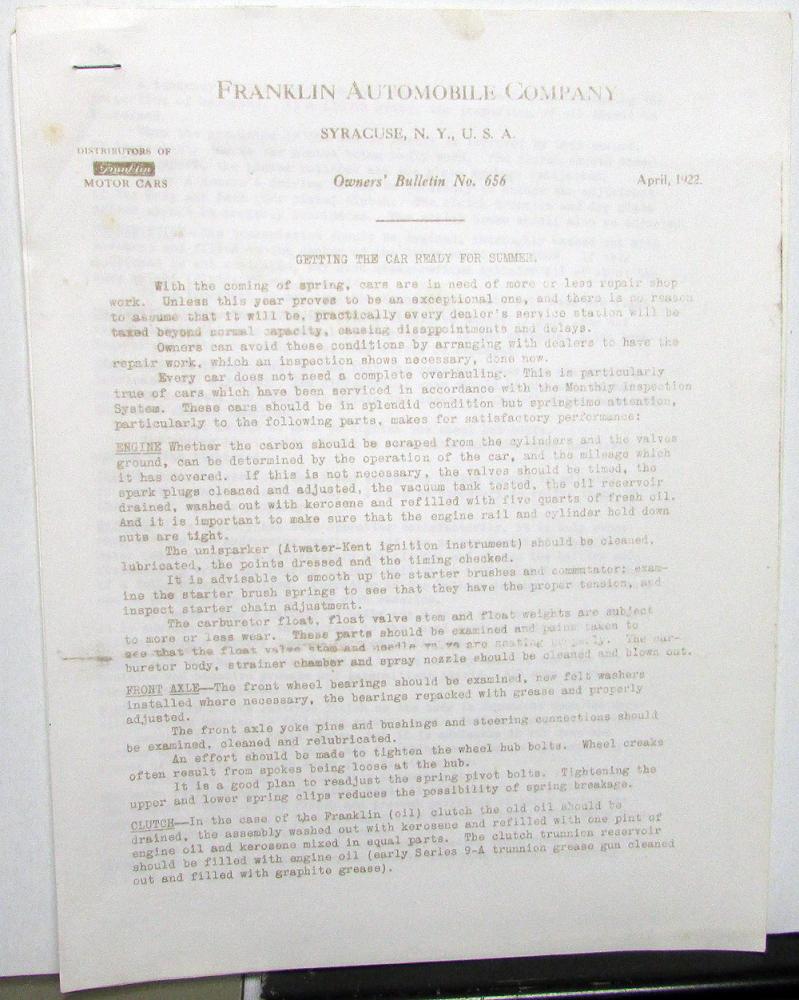 FRANKLIN AUTOMOBILE COMPANY
SYRACUSE, N. Y., U. S. A.
DISTRIBUTORS OF
Franklin
MOTOR CARS
Owners' Bulletin No. 656
April, 1922.
GETTING THE CAR READY FOR SUMMER.
With the coming of spring, cars are in need of more or less repair shop
work. Unless this year proves to be an exceptional one, and there is no reason
to assume that it will be, practically every dealer's service station will be
taxed beyond normal capacity, causing disappointments and delays.
Owners can avoid these conditions by arranging with dealers to have the
repair work, which an inspection shows necessary, done now.
Every car does not need a complete overhauling. This is particularly
true of cars which have been serviced in accordance with the Monthly Inspection
System. These cars should be in splendid condition but springtime attention,
particularly to the following parts, makes for satisfactory performance:
ENGINE Whether the carbon should be scraped from the cylinders and the valves
ground, can be determined by the operation of the car, and the mileage which
it has covered. If this is not necessary, the valves should be timed, the
spark plugs cleaned and adjusted, the vacuum tank tested, the oil reservoir
drained, washed out with kerosene and refilled with five quarts of fresh oil.
And it is important to make sure that the engine rail and cylinder hold down
nuts are tight.
The unisparker (Atwater-Kent ignition instrument) should be cleaned,
lubricated, the points dressed and the timing checked.
It is advisable to smooth up the starter brushes and commutator; exam-
ine the starter brush springs to see that they have the proper tension, and
inspect starter chain adjustment.
The carburetor float, float valve stem and float weights are subject
to more or less wear. These parts should be examined and pains taken to
see that the float valve stem and needle valve are seating properly. The car-
buretor body, strainer chamber and spray nozzle should be cleaned and blown out.
FRONT AXLE—The front wheel bearings should be examined, new felt washers
installed where necessary, the bearings repacked with grease and properly
adjusted.
The front axle yoke pins and bushings and steering connections should
be examined, cleaned and relubricated.
An effort should be made to tighten the wheel hub bolts. Wheel creaks
often result from spokes being loose at the hub.
It is a good plan to readjust the spring pivot bolts. Tightening the
upper and lower spring clips reduces the possibility of spring breakage.
CLUTCH—In the case of the Franklin (oil) clutch the old oil should be
drained, the assembly washed out with kerosene and refilled with one pint of
engine oil and kerosene mixed in equal parts. The clutch trunnion reservoir
should be filled with engine oil (early Series 9-A trunnion grease gun cleaned
out and filled with graphite grease).